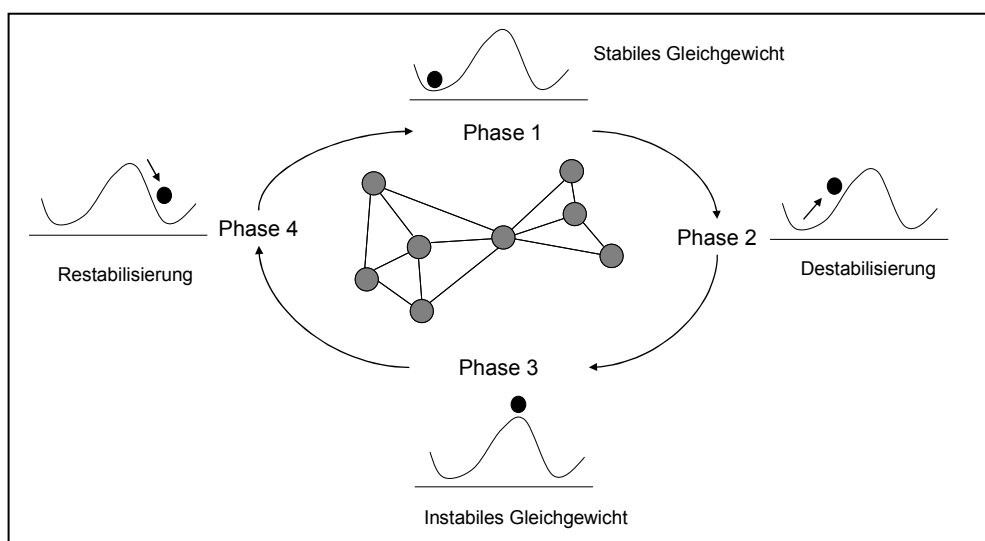 Stabiles Gleichgewicht
Phase 1
Phase 4
Phase 2
Restabilisierung
Destabilisierung
Phase 3
Instabiles Gleichgewicht